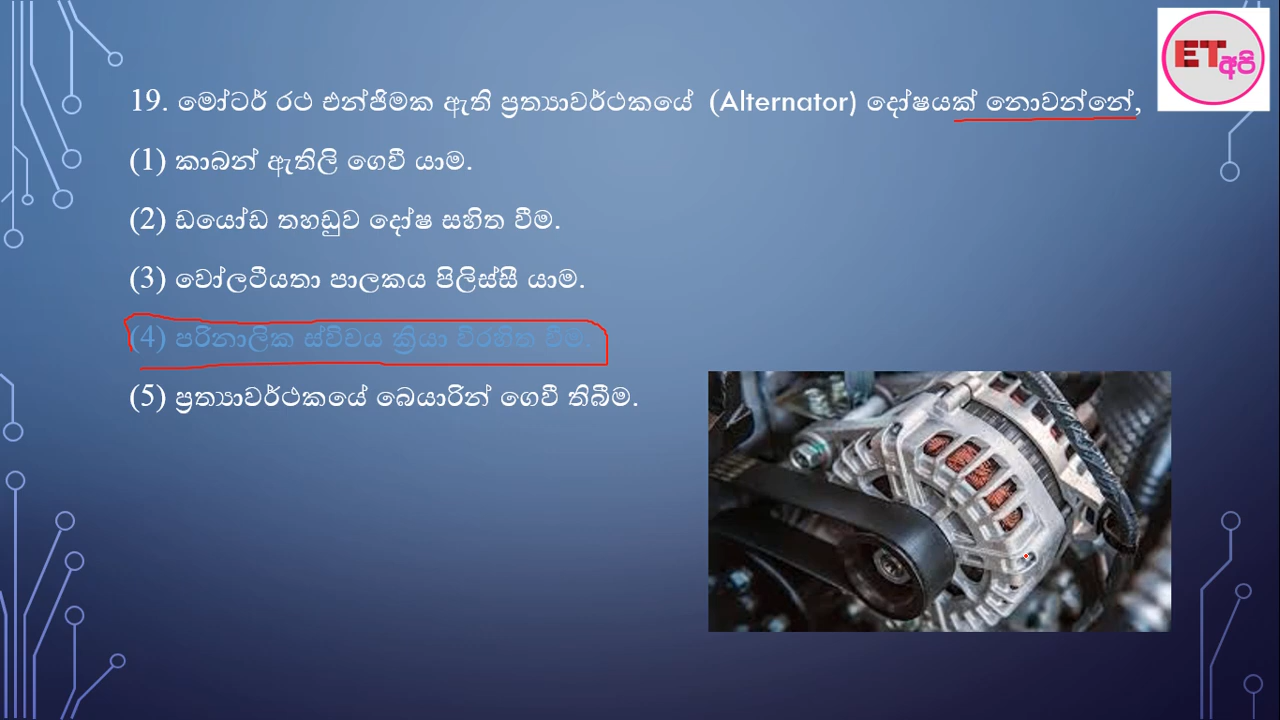 ET
අපි
19. මෝටර් රථ එන්ජිමක ඇති ප්‍රත්‍යාවර්ථකයේ (Alternator) දෝෂයක් නොවන්නේ,
(1) කාබන් ඇතිලි ගෙවී යාම.
(2) ඩයෝඩ තහඩුව දෝෂ සහිත වීම.
(3) වෝල්ටීයතා පාලකය පිලිස්සී යාම.
(4) පරිනාලික ස්විචය ක්‍රියා විරහිත වීම.
(5) ප්‍රත්‍යාවර්ථකයේ බෙයාරින් ගෙවී තිබීම.